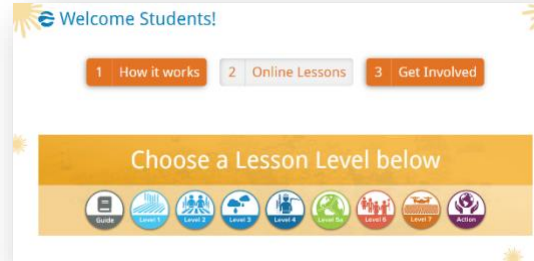 Welcome Students!
1 How it works
2 Online Lessons
3 Get Involved
Choose a Lesson Level below
Guide
Level 1
Level 2
Level 3
Level 4
Level 5a
Level 6
Level 7
Action